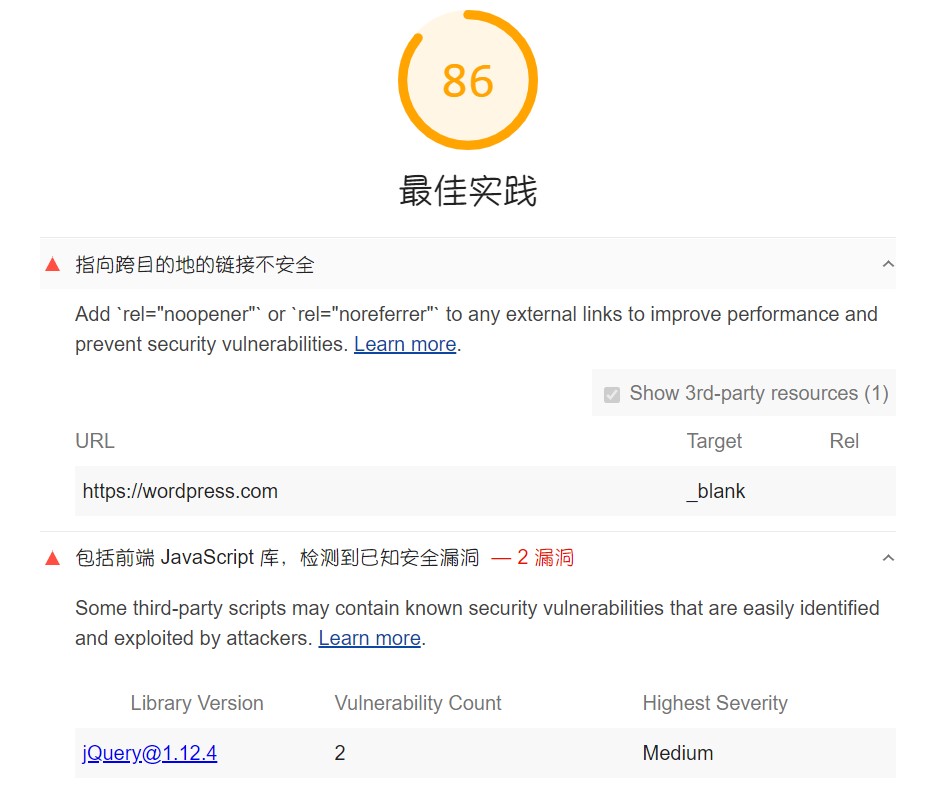 86
最佳实践
指向跨目的地的链接不安全
Add `rel="noopener"` or `rel="noreferrer"` to any external links to improve performance and
prevent security vulnerabilities. Learn more.
Show 3rd-party resources (1)
URL Target Rel
https://wordpress.com _blank
包括前端 JavaScript 库，检测到已知安全漏洞 — 2 漏洞
Some third-party scripts may contain known security vulnerabilities that are easily identified
and exploited by attackers. Learn more.
Library Version Vulnerability Count Highest Severity
jQuery@1.12.4 2 Medium